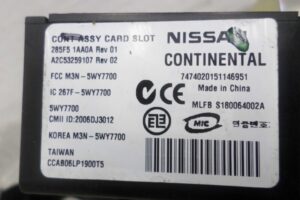 CONT ASSY CARD SLOT
285F5 1AA0A Rev 01
A2C53259107 Rev 02
FCC M3N-5WY7700
IC 267F-5WY7700
5WY7700
CMII ID:2006DJ3012
KOREA M3N-5WY7700
TAIWAN
CCAB06LP1900T5
NISSA
CONTINENTAL
7474020151146951
Made in China
CE
MLFB S180064002A
MIC